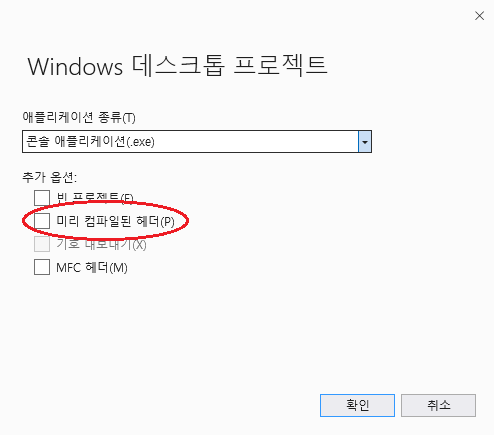 Windows 데스크톱 프로젝트
애플리케이션 종류(T)
콘솔 애플리케이션(.exe)
추가 옵션:
빈 프로젝트(E)
미리 컴파일된 헤더(P)
기호 내보내기(X)
MFC 헤더(M)
확인 취소